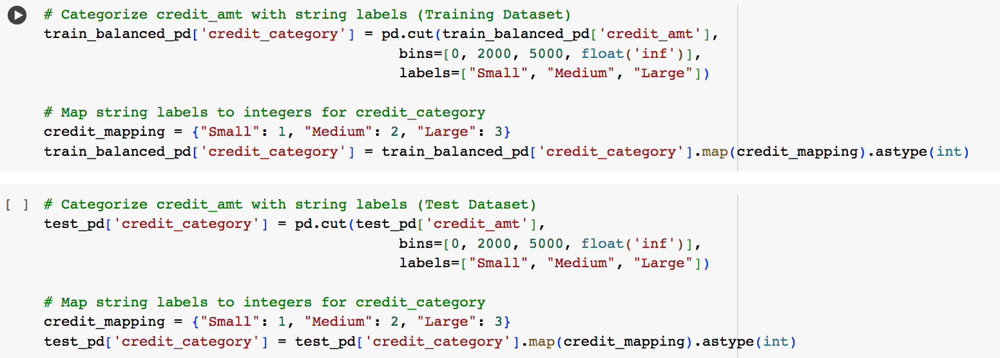 # Categorize credit_amt with string labels (Training Dataset)
train_balanced_pd['credit_category'] = pd.cut(train_balanced_pd['credit_amt'],
bins=[0, 2000, 5000, float('inf')],
labels=["Small", "Medium", "Large"])
# Map string labels to integers for credit_category
credit_mapping = {"Small": 1, "Medium": 2, "Large": 3}
train_balanced_pd['credit_category'] = train_balanced_pd['credit_category'].map(credit_mapping).astype(int)
[ ] # Categorize credit_amt with string labels (Test Dataset)
test_pd['credit_category'] = pd.cut(test_pd['credit_amt'],
bins=[0, 2000, 5000, float('inf')],
labels=["Small", "Medium", "Large"])
# Map string labels to integers for credit_category
credit_mapping = {"Small": 1, "Medium": 2, "Large": 3}
test_pd['credit_category'] = test_pd['credit_category'].map(credit_mapping).astype(int)